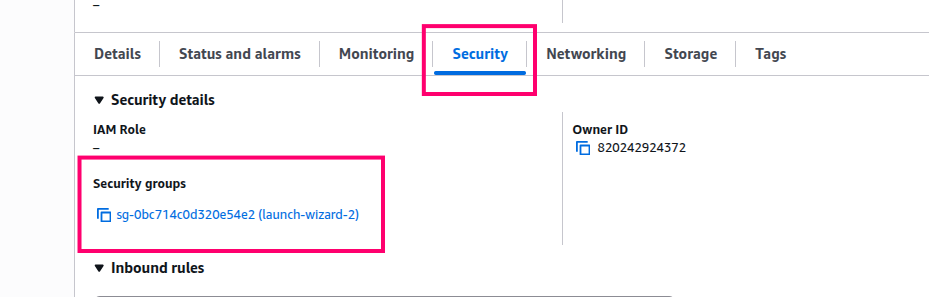 –
Details Status and alarms Monitoring Security Networking Storage Tags
▼ Security details
IAM Role
–
Owner ID
820242924372
Security groups
sg-0bc714c0d320e54e2 (launch-wizard-2)
▼ Inbound rules